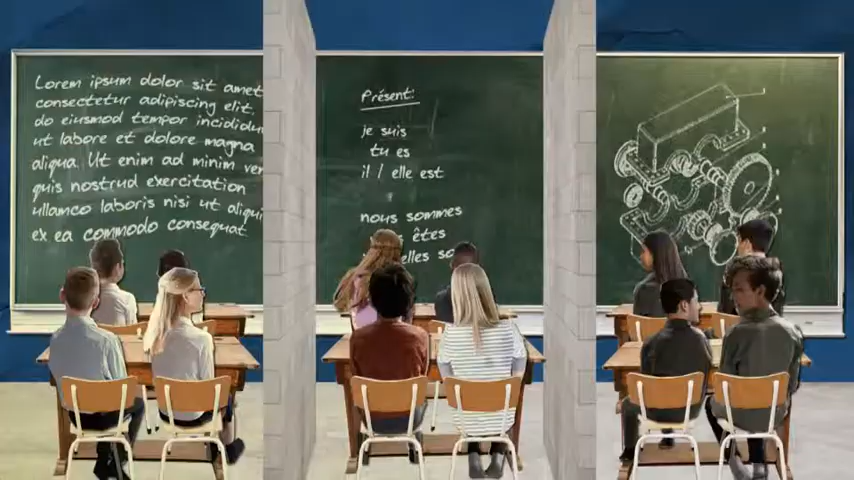 Lorem ipsum dolor sit amet
consectetur adipiscing elit.
do eiusmod tempor
ut labore et dolore magna
aliqua. Ut enim ad minim
quis nostrud exercitation
ullamco laboris nisi ut
ex ea commodo consequat
Présent:
je suis
tu es
il / elle est
nous sommes
êtes